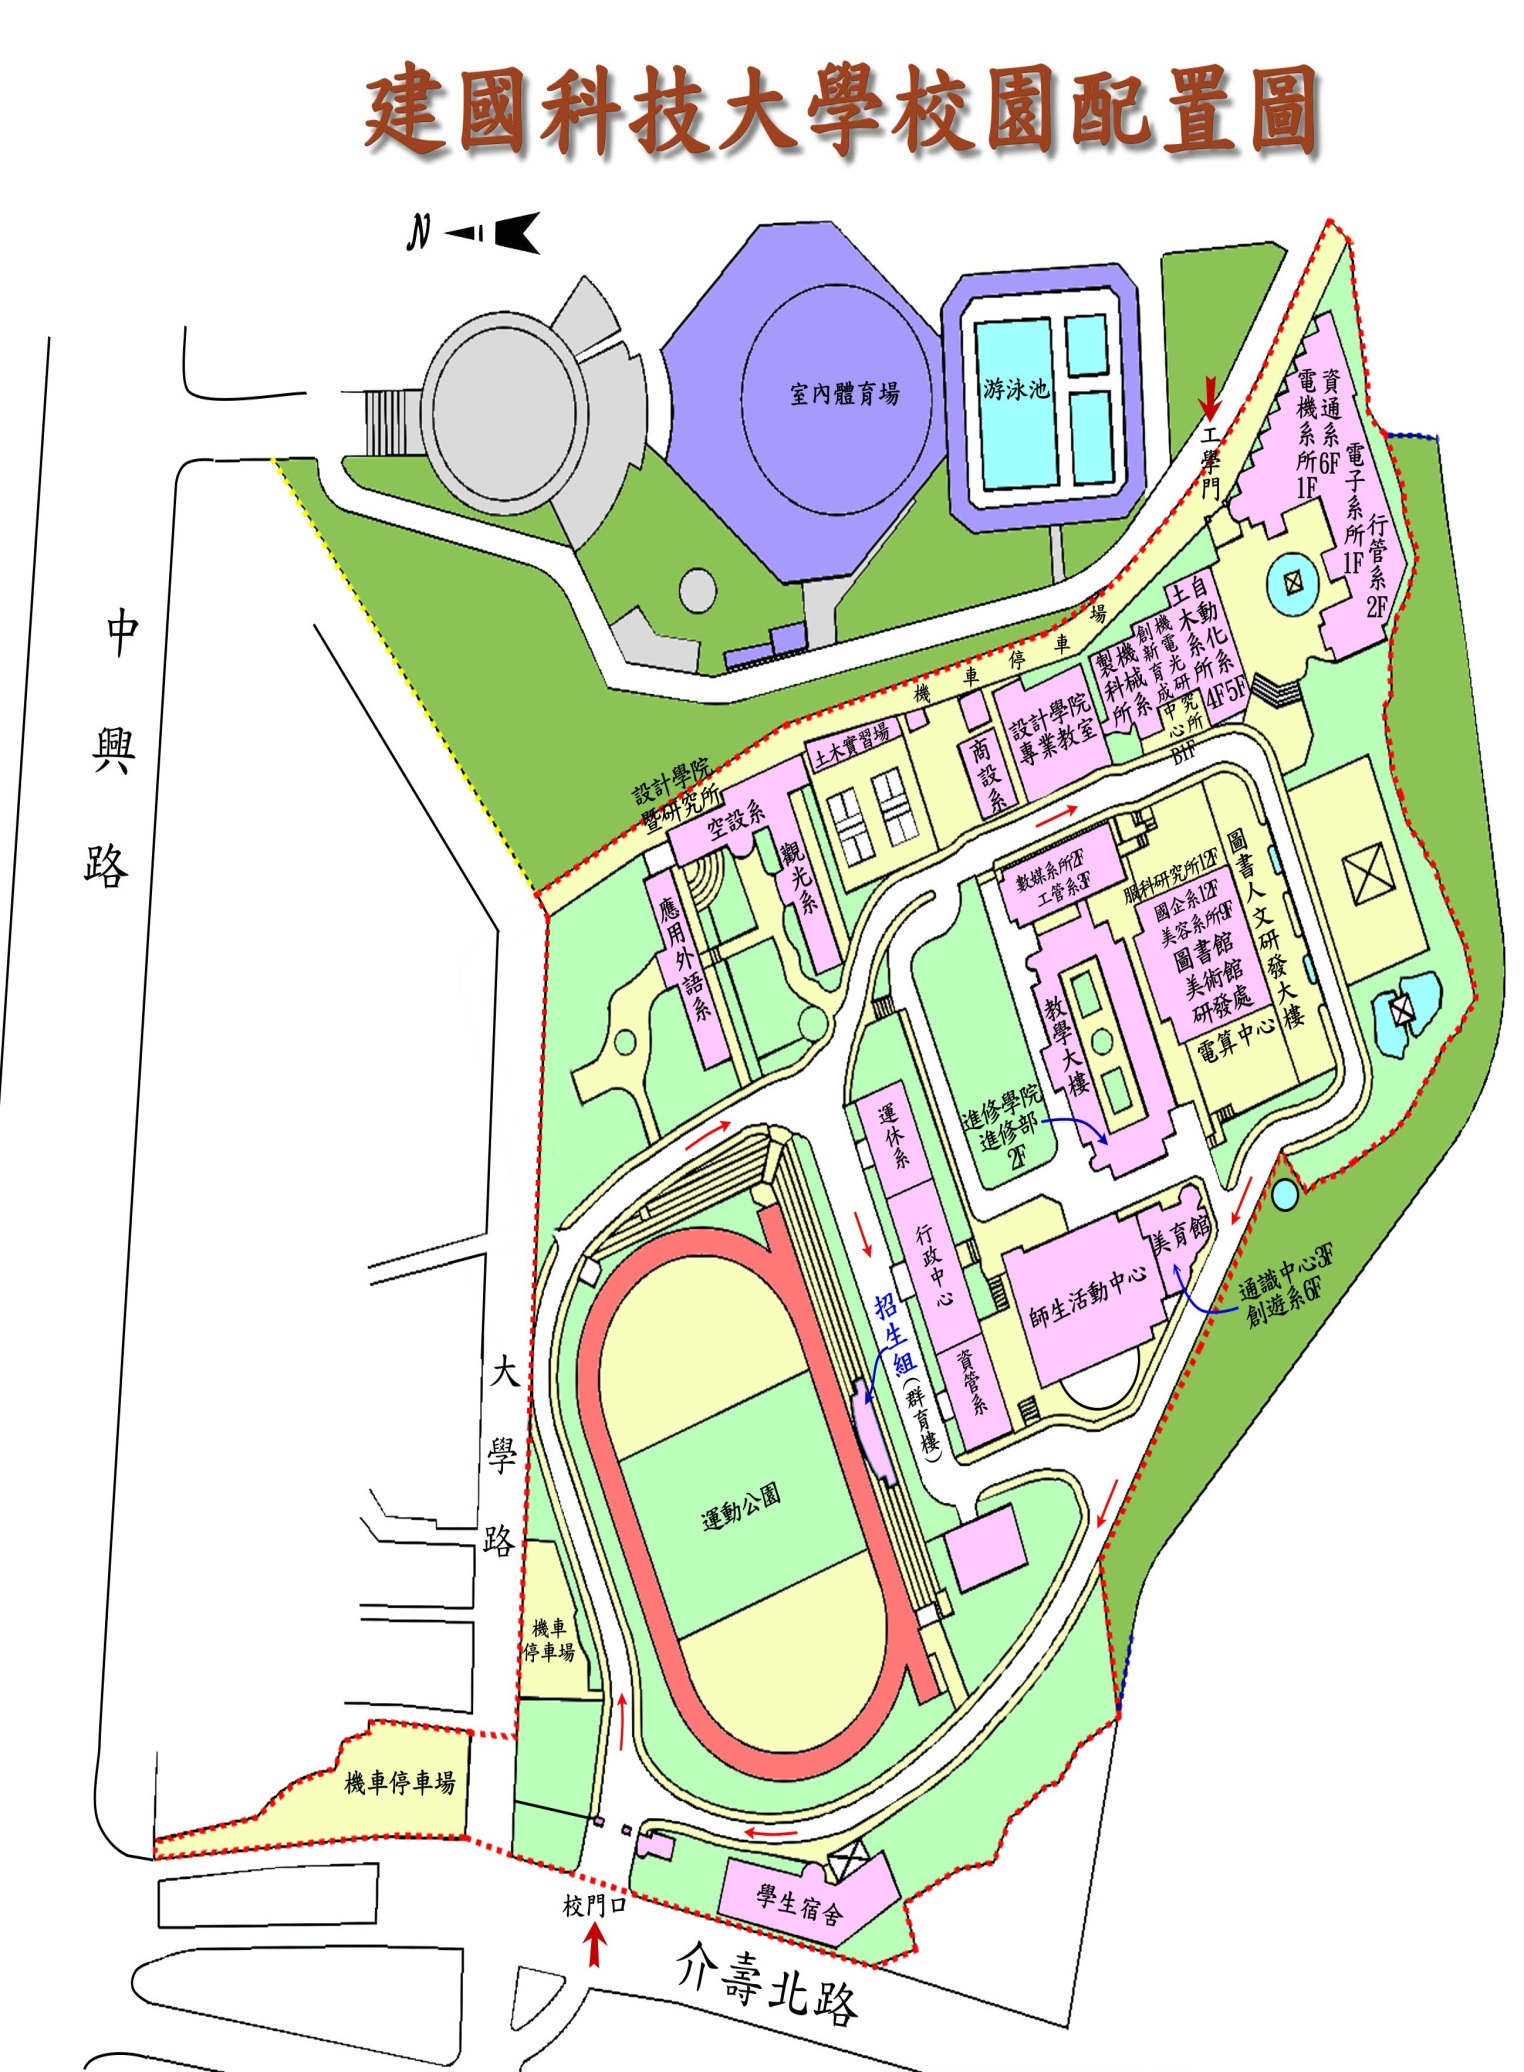 建國科技大學校園配置圖
N
室內體育場
游泳池
工學門
資通系6F
電機系所1F
電子系所1F
行管系2F
中興路
機車停車場
自動化系5F
土木系所4F
機電光研究所
創新育成中心B1F
機械系
製科所
設計學院
專業教室
商設系
土木實習場
設計學院
暨研究所
空設系
觀光系
應用外語系
數媒系所2F
工管系3F
服科研究所12F
國企系12F
美容系所9F
圖書館
美術館
研發處
電算中心
圖書人文研發大樓
教學大樓
進修學院
進修部
2F
運休系
行政中心
資管系
美育館
師生活動中心
通識中心3F
創遊系6F
招生組
(群育樓)
大學路
運動公園
機車
停車場
機車停車場
校門口
學生宿舍
介壽北路